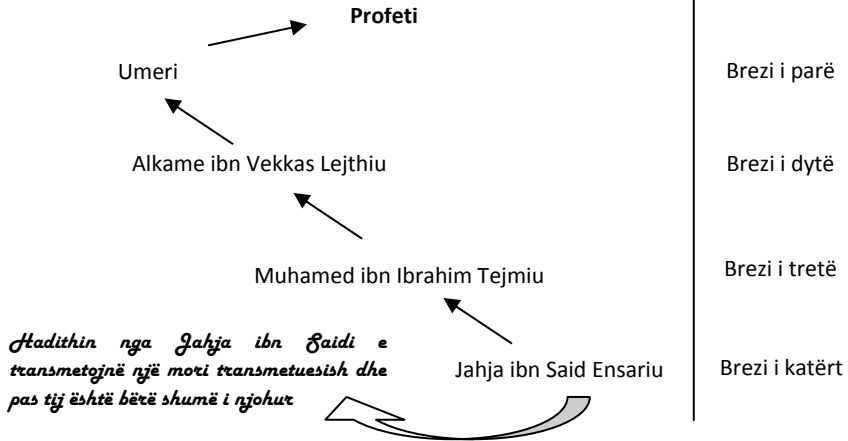 Profeti
Umeri
Brezi i parë
Alkame ibn Vekkas Lejthiu
Brezi i dytë
Muhamed ibn Ibrahim Tejmiu
Brezi i tretë
Hadithin nga Jahja ibn Saidi e
transmetojnë një mori transmetuesish dhe
pas tij është bërë shumë i njohur
Jahja ibn Said Ensariu
Brezi i katërt